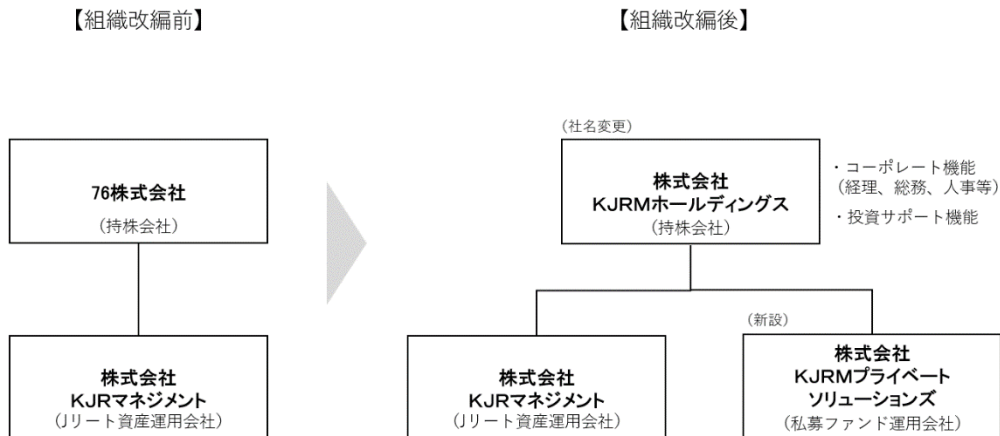 【組織改編前】
76株式会社
（持株会社）
株式会社
KJRマネジメント
（Jリート資産運用会社）
【組織改編後】
（社名変更）
株式会社
KJRMホールディングス
（持株会社）
・コーポレート機能
（経理、総務、人事等）
・投資サポート機能
株式会社
KJRマネジメント
（Jリート資産運用会社）
（新設）
株式会社
KJRMプライベート
ソリューションズ
（私募ファンド運用会社）